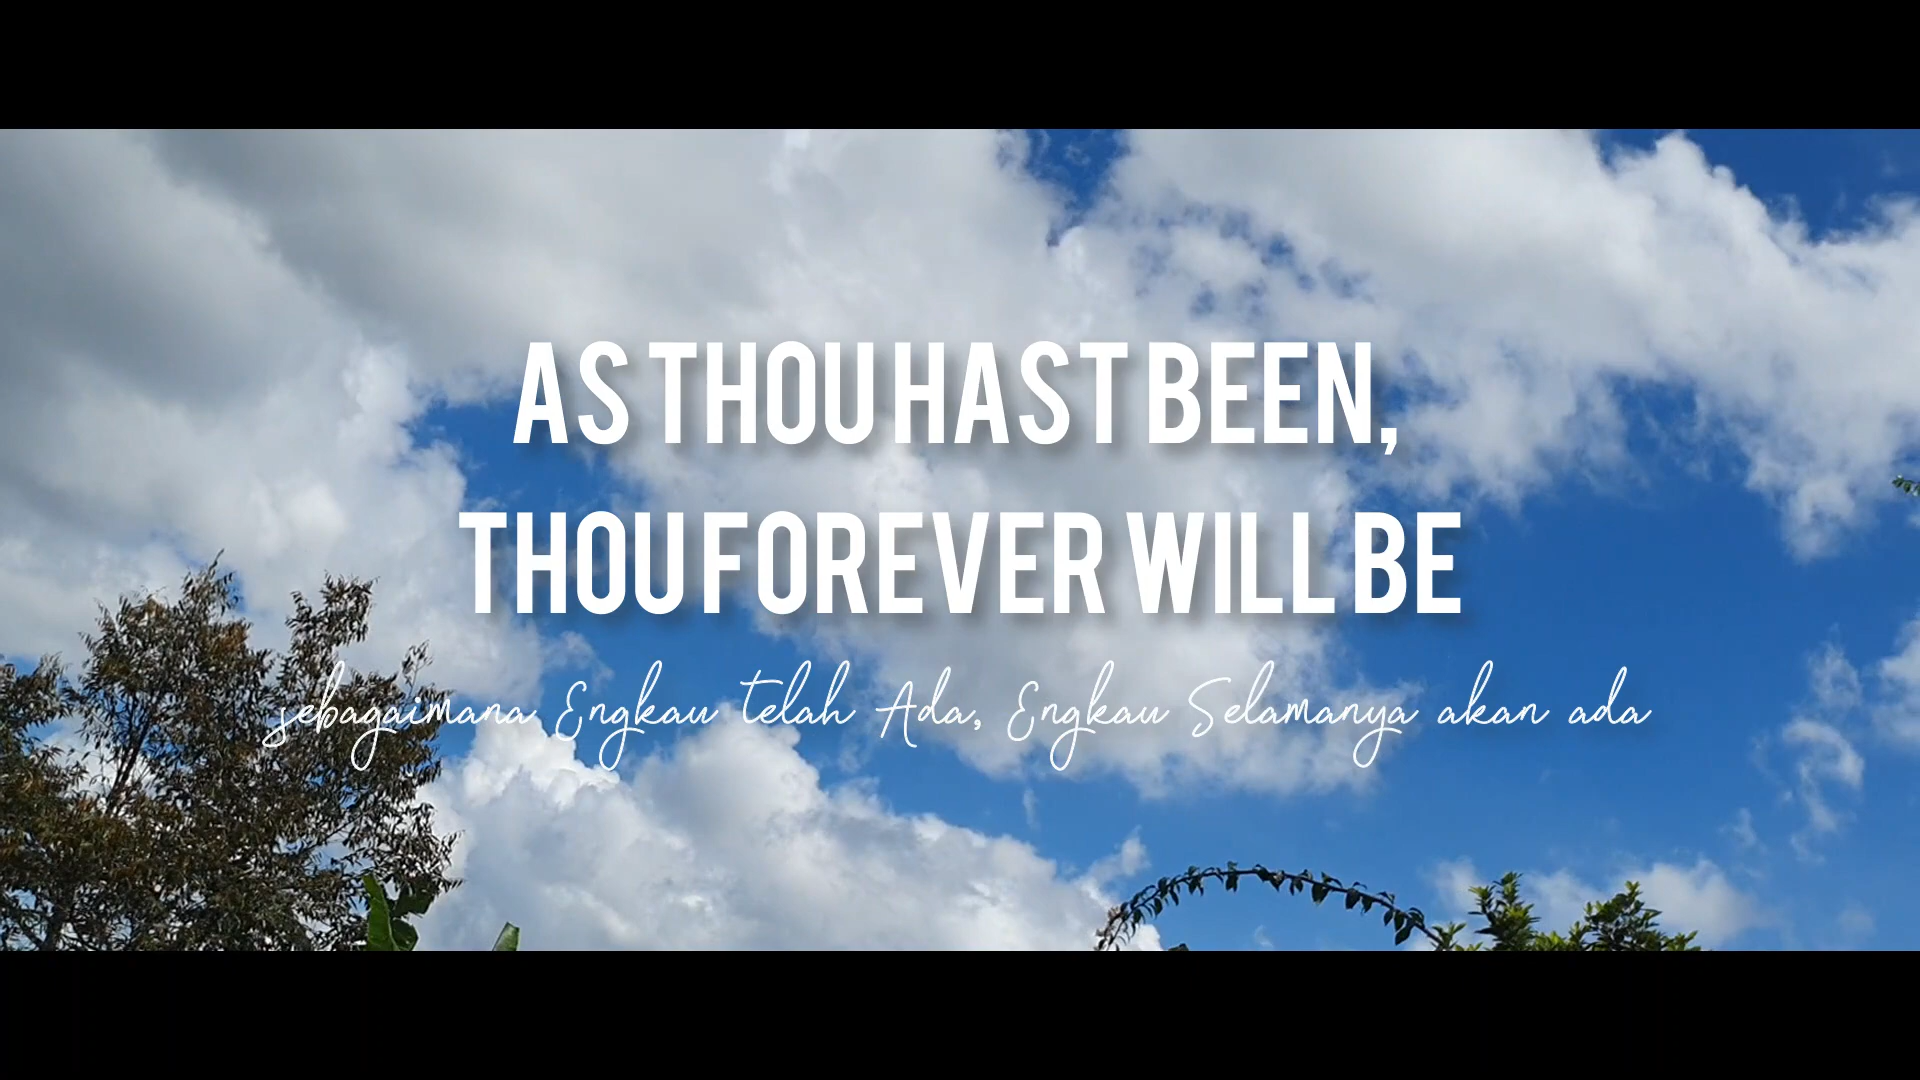 AS THOU HAST BEEN,
THOU FOREVER WILL BE
sebagaimana Engkau telah Ada, Engkau Selamanya akan ada